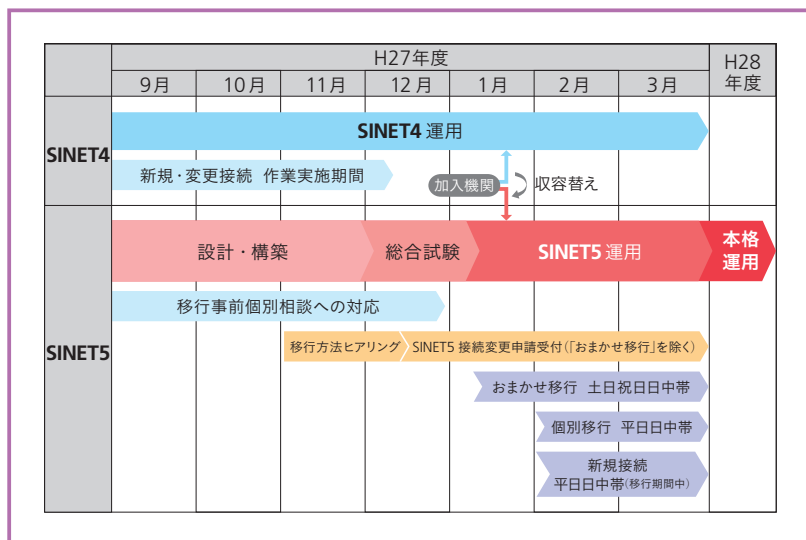 H27年度
H28
年度
9月 10月 11月 12月 1月 2月 3月
SINET4
SINET4 運用
新規・変更接続 作業実施期間
加入機関
収容替え
SINET5
設計・構築
総合試験
SINET5 運用
本格
運用
移行事前個別相談への対応
移行方法ヒアリング
SINET5 接続変更申請受付(「おまかせ移行」を除く)
おまかせ移行 土日祝日日中帯
個別移行 平日日中帯
新規接続
平日日中帯(移行期間中)